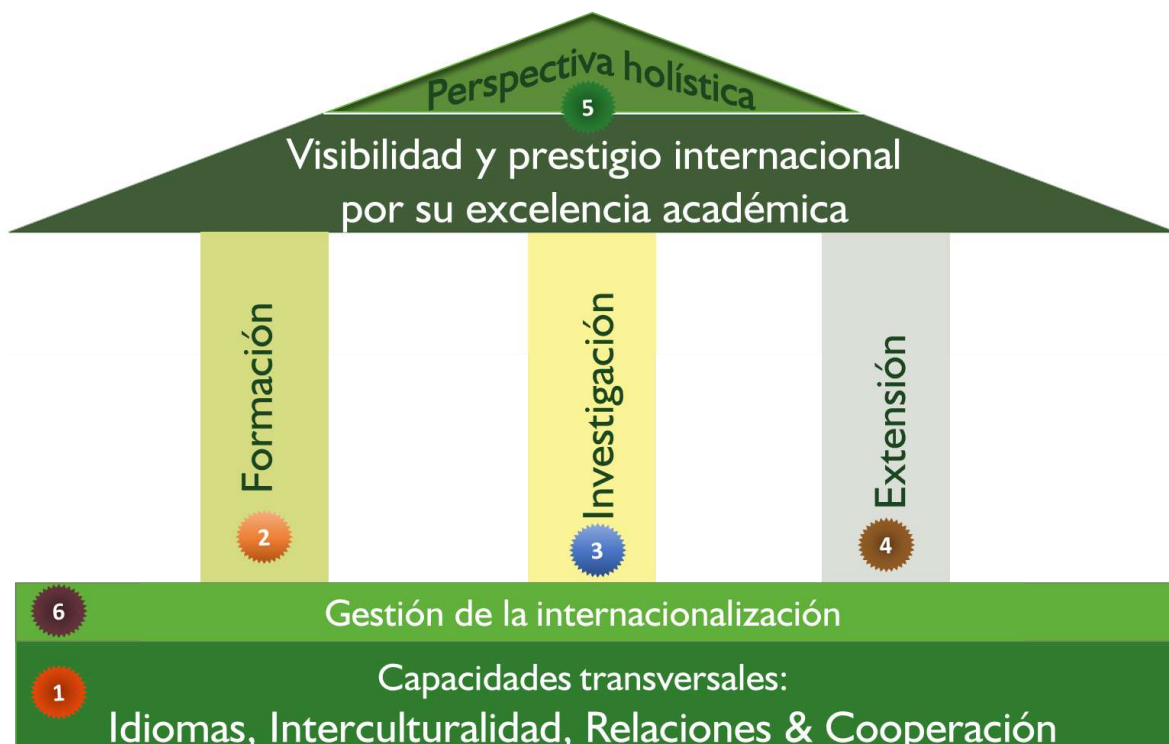 Perspectiva holística
5
Visibilidad y prestigio internacional
por su excelencia académica
Formación
2
Investigación
3
Extensión
4
6
Gestión de la internacionalización
1
Capacidades transversales:
Idiomas, Interculturalidad, Relaciones & Cooperación